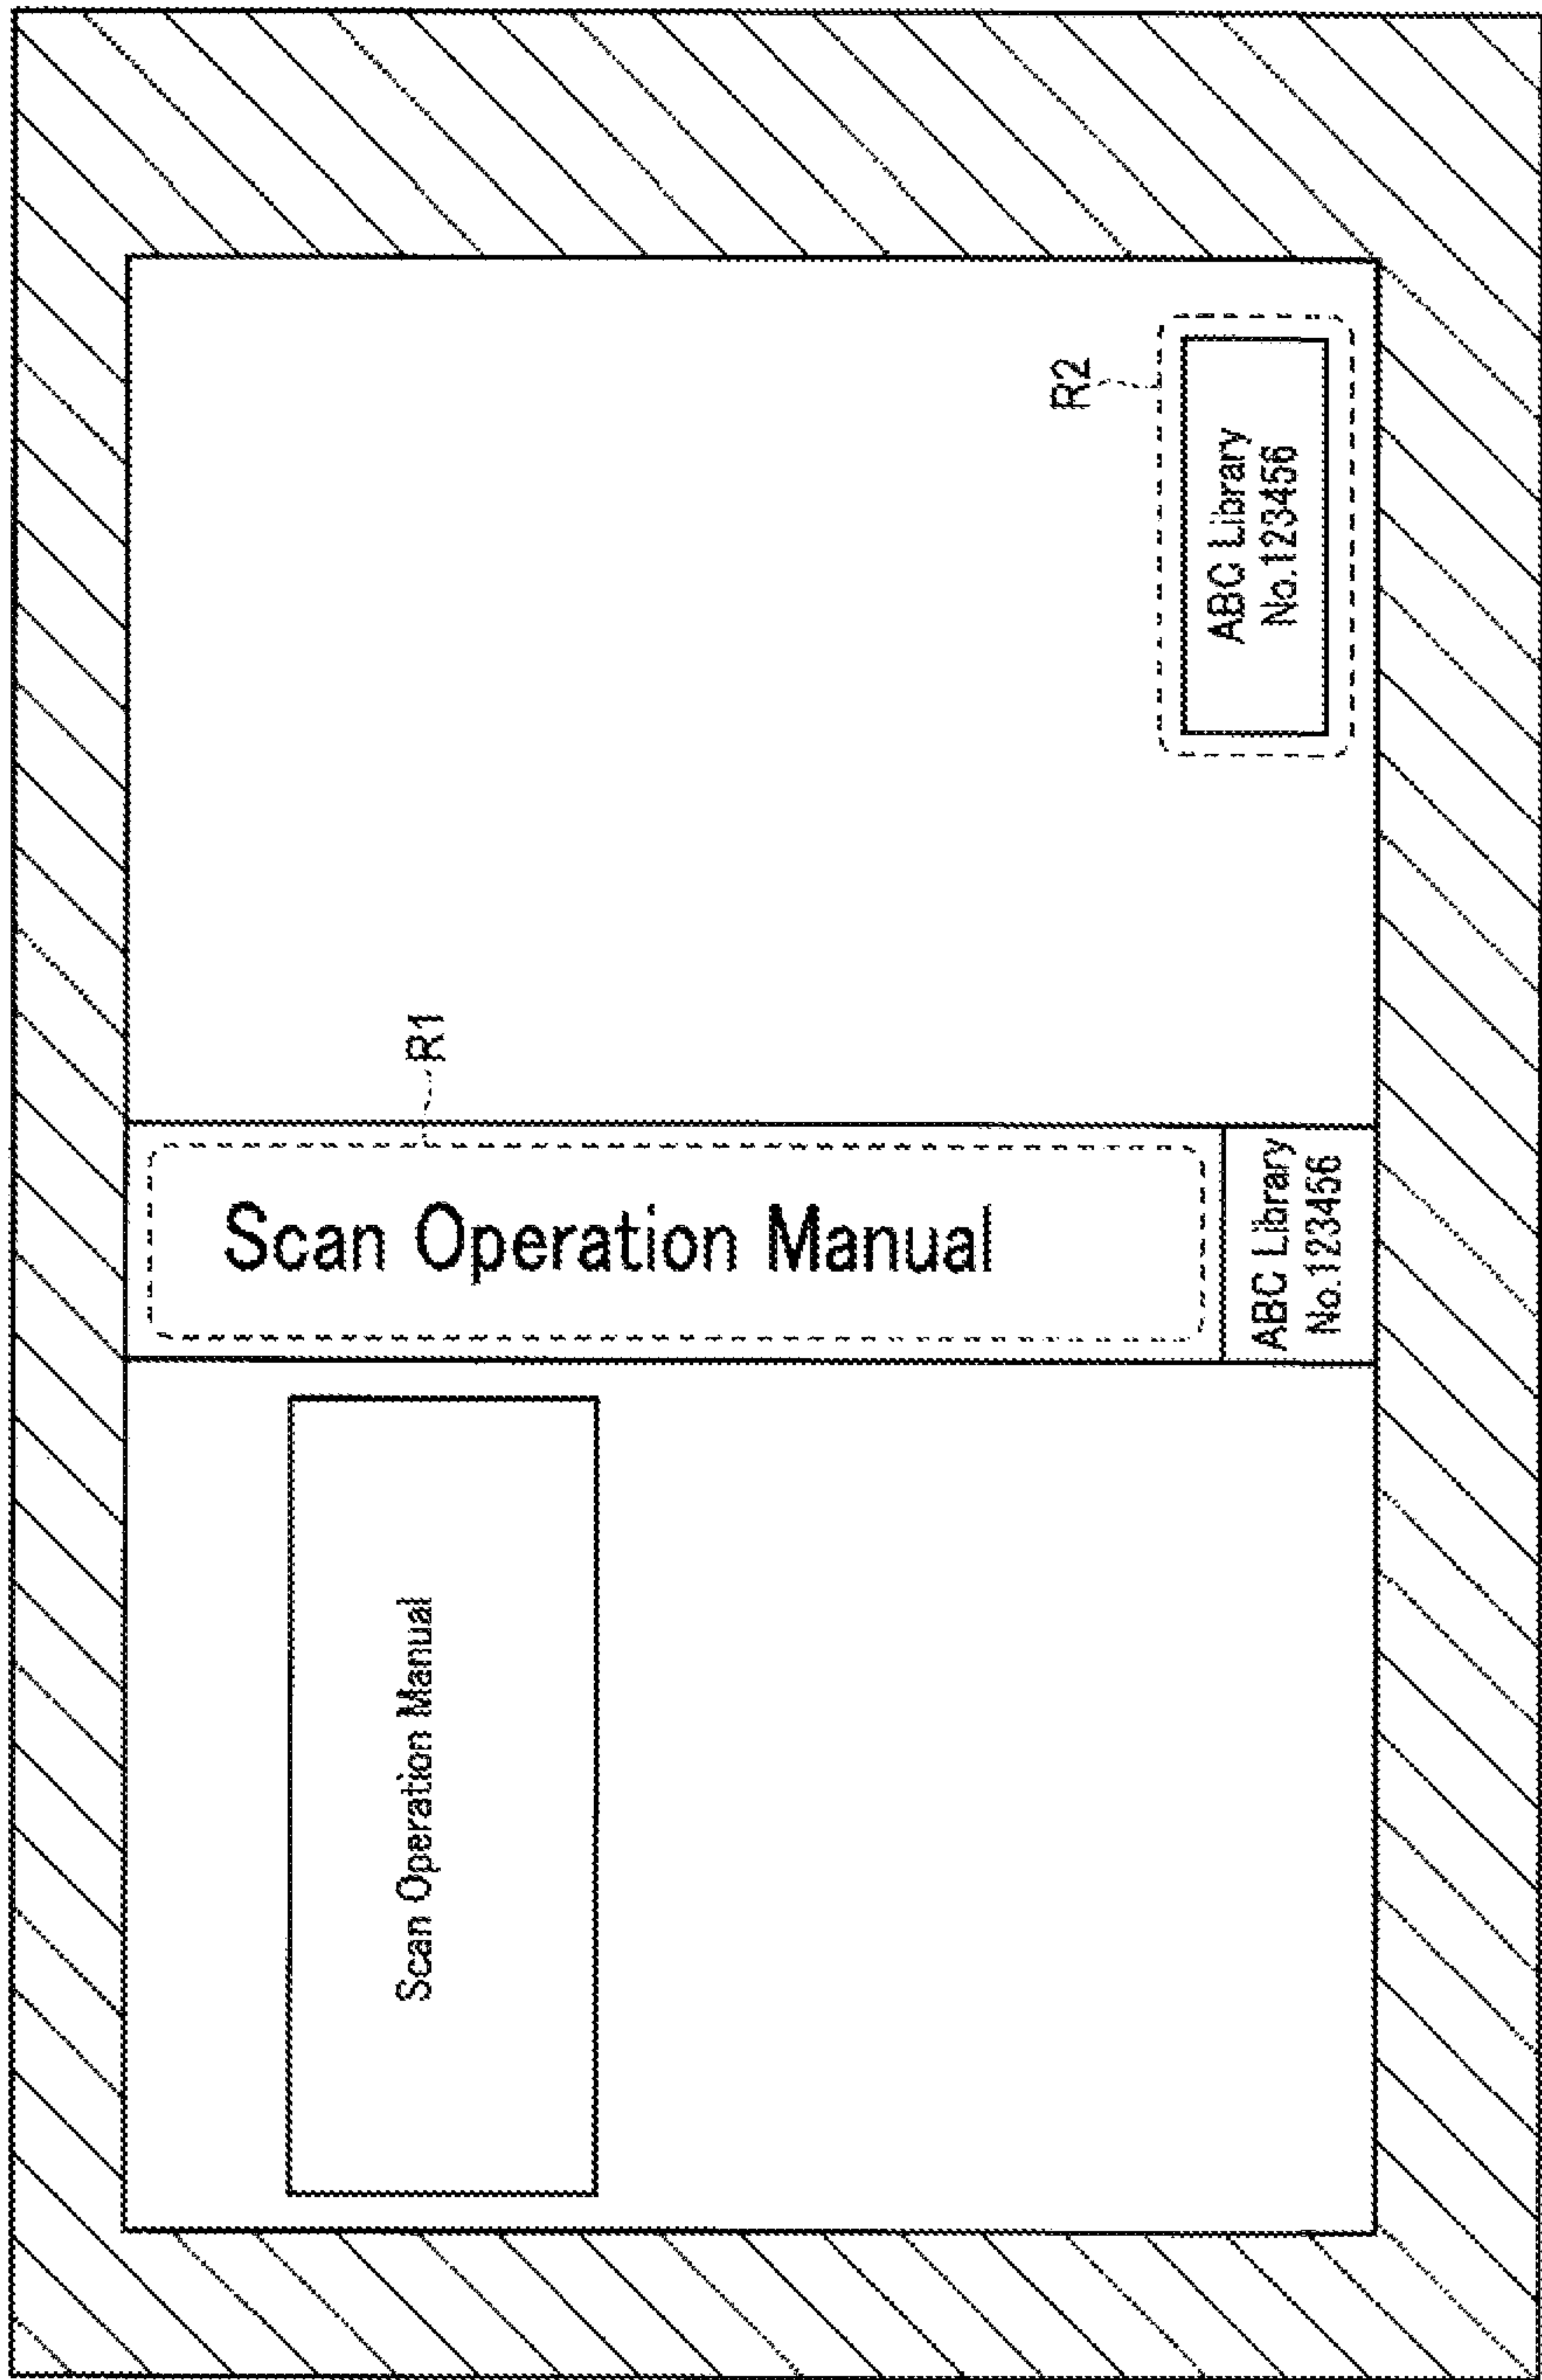 Scan Operation Manual
R1
Scan Operation Manual
ABC Library
No.123456
R2
ABC Library
No.123456